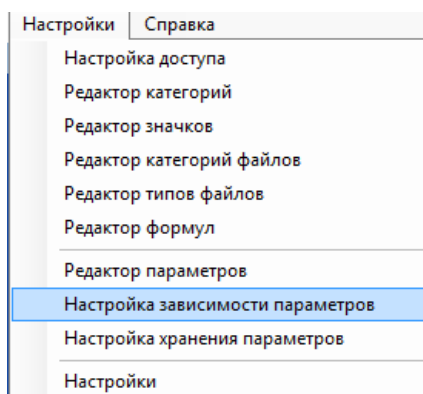 Настройки Справка
Настройка доступа
Редактор категорий
Редактор значков
Редактор категорий файлов
Редактор типов файлов
Редактор формул
Редактор параметров
Настройка зависимости параметров
Настройка хранения параметров
Настройки